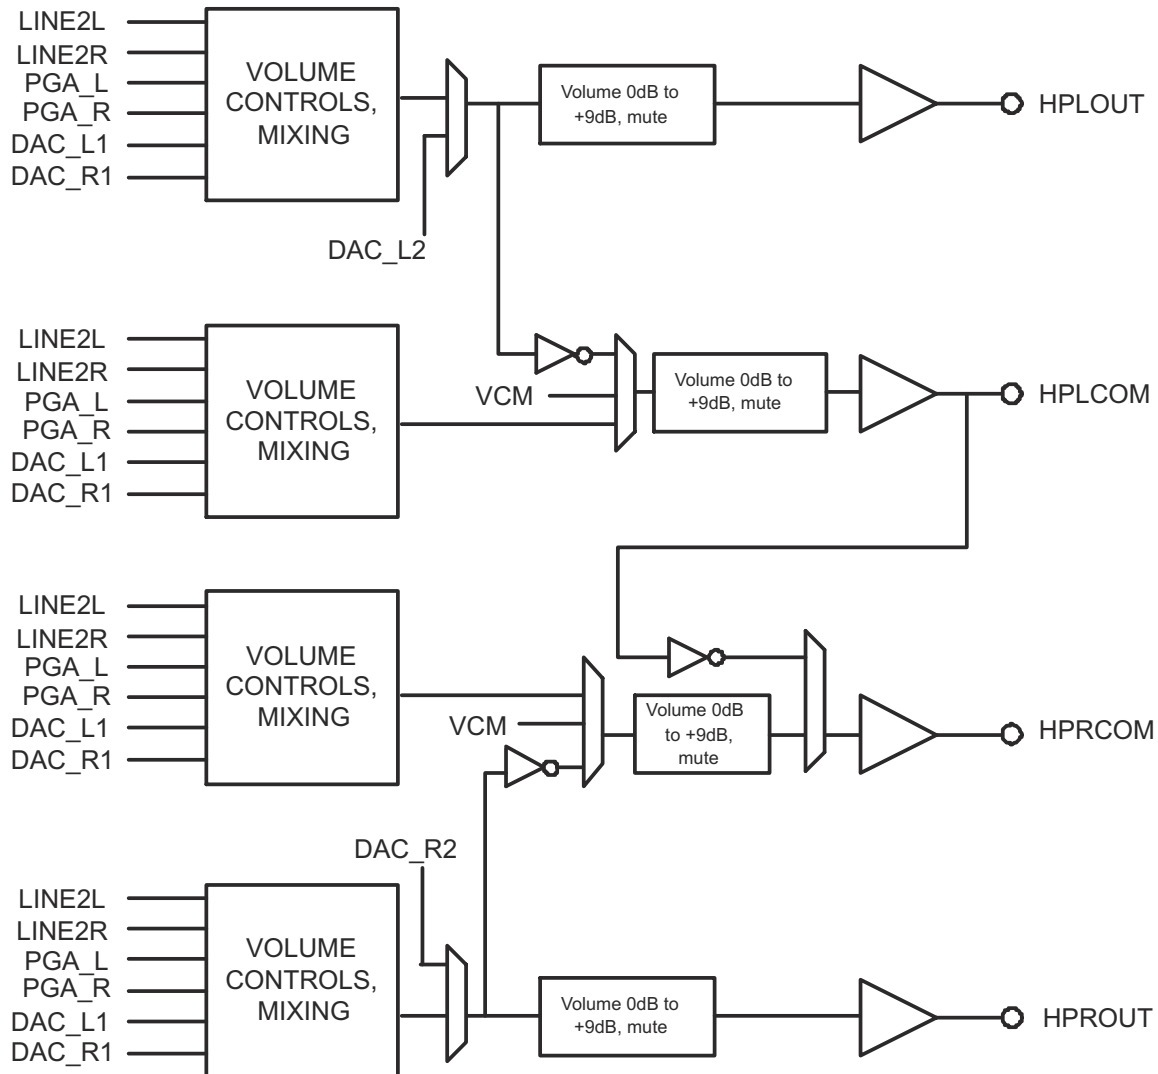 LINE2L
LINE2R
PGA_L
PGA_R
DAC_L1
DAC_R1
VOLUME
CONTROLS,
MIXING
DAC_L2
Volume 0dB to
+9dB, mute
HPLOUT
LINE2L
LINE2R
PGA_L
PGA_R
DAC_L1
DAC_R1
VOLUME
CONTROLS,
MIXING
VCM
Volume 0dB to
+9dB, mute
HPLCOM
LINE2L
LINE2R
PGA_L
PGA_R
DAC_L1
DAC_R1
VOLUME
CONTROLS,
MIXING
VCM
Volume 0dB
to +9dB,
mute
HPRCOM
DAC_R2
LINE2L
LINE2R
PGA_L
PGA_R
DAC_L1
DAC_R1
VOLUME
CONTROLS,
MIXING
Volume 0dB to
+9dB, mute
HPROUT